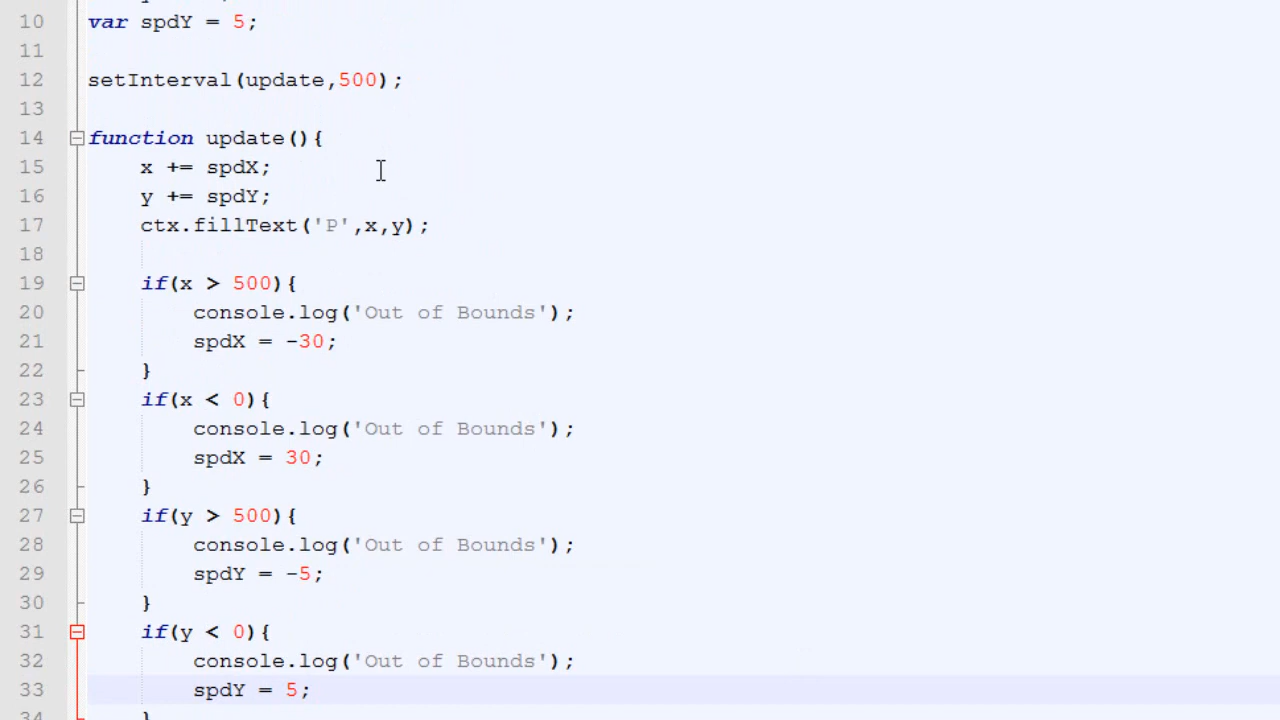 10 var spdY = 5;
11
12 setInterval(update,500);
13
14 function update(){
15 x += spdX;
16 y += spdY;
17 ctx.fillText('P',x,y);
18
19 if(x > 500){
20 console.log('Out of Bounds');
21 spdX = -30;
22 }
23 if(x < 0){
24 console.log('Out of Bounds');
25 spdX = 30;
26 }
27 if(y > 500){
28 console.log('Out of Bounds');
29 spdY = -5;
30 }
31 if(y < 0){
32 console.log('Out of Bounds');
33 spdY = 5;
34 }